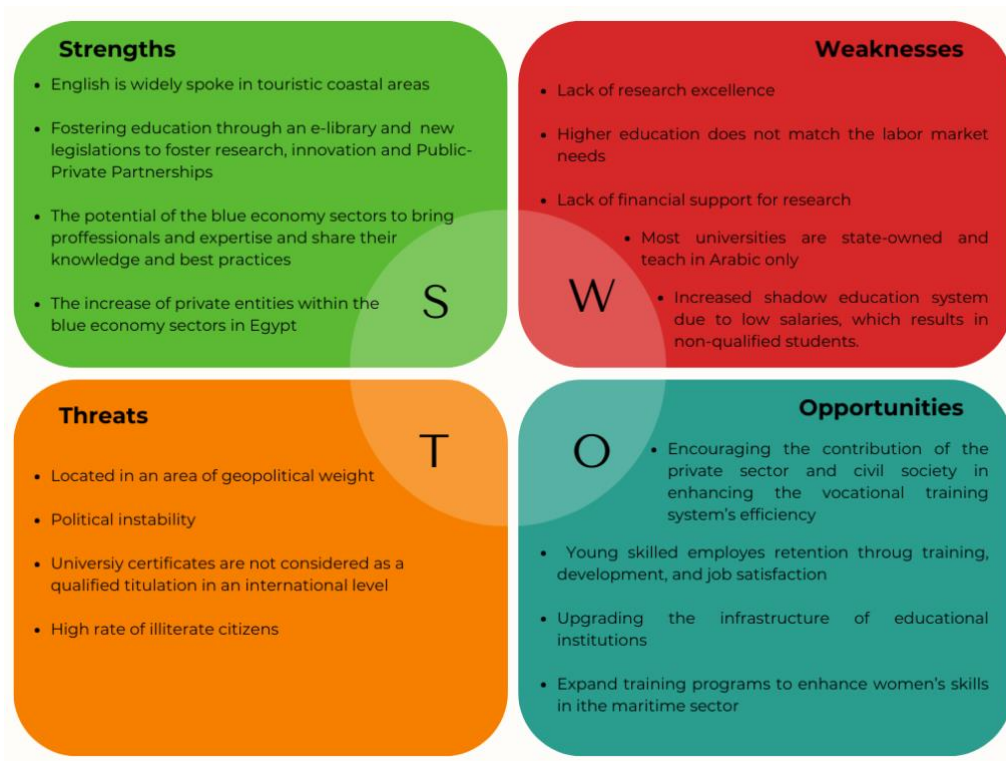 Strengths
• English is widely spoke in touristic coastal areas
• Fostering education through an e-library and new
legislations to foster research, innovation and Public-
Private Partnerships
• The potential of the blue economy sectors to bring
proffessionals and expertise and share their
knowledge and best practices
• The increase of private entities within the
blue economy sectors in Egypt
S
Weaknesses
• Lack of research excellence
• Higher education does not match the labor market
needs
• Lack of financial support for research
• Most universities are state-owned and
teach in Arabic only
• Increased shadow education system
due to low salaries, which results in
non-qualified students.
W
Threats
• Located in an area of geopolitical weight
• Political instability
• Universiy certificates are not considered as a
qualified titulation in an international level
• High rate of illiterate citizens
T
Opportunities
• Encouraging the contribution of the
private sector and civil society in
enhancing the vocational training
system's efficiency
• Young skilled employes retention throug training,
development, and job satisfaction
• Upgrading the infrastructure of educational
institutions
• Expand training programs to enhance women's skills
in ithe maritime sector
O